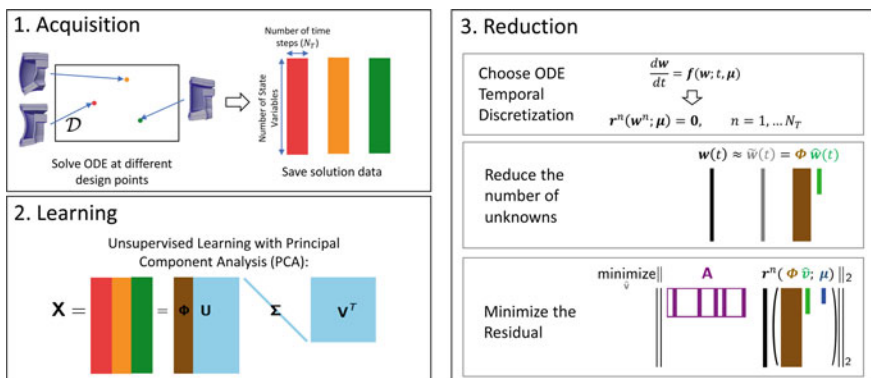 1. Acquisition
𝒟
Solve ODE at different
design points
Number of time
steps (N_T)
Number of State
Variables
Save solution data
2. Learning
Unsupervised Learning with Principal
Component Analysis (PCA):
X = = Φ U Σ V^T
3. Reduction
Choose ODE
Temporal
Discretization
dw/dt = f(w; t, μ)
r^n(w^n; μ) = 0, n = 1, … N_T
Reduce the
number of
unknowns
w(t) ≈ w̃(t) = Φ ŵ(t)
Minimize the
Residual
minimize || A r^n( Φ v̂; μ) ||_2
v̂
2